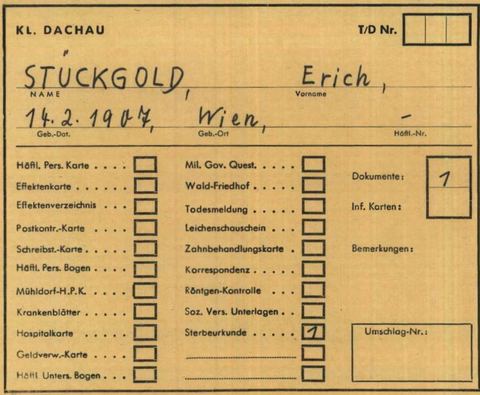 KL. DACHAU T/D Nr.
STÜCKGOLD, Erich,
NAME Vorname
14.2.1907, Wien, –
Geb.-Dat. Geb.-Ort Häftl.-Nr.
Häftl. Pers. Karte . . . .
Effektenkarte . . . . .
Effektenverzeichnis . . .
Postkontr.-Karte . . . .
Schreibst.-Karte . . . .
Häftl. Pers. Bogen . . . .
Mühldorf-H.P.K. . . . .
Krankenblätter . . . . .
Hospitalkarte . . . . .
Geldverw.-Karte . . . .
Häftl. Unters. Bogen . . .
Mil. Gov. Quest. . . . .
Wald-Friedhof . . . . .
Todesmeldung . . . . .
Leichenschauschein . . .
Zahnbehandlungskarte .
Korrespondenz . . . . .
Röntgen-Kontrolle . . .
Soz. Vers. Unterlagen . .
Sterbeurkunde . . . . . 1
Dokumente: 1
Inf. Karten:
Bemerkungen:
Umschlag-Nr.: